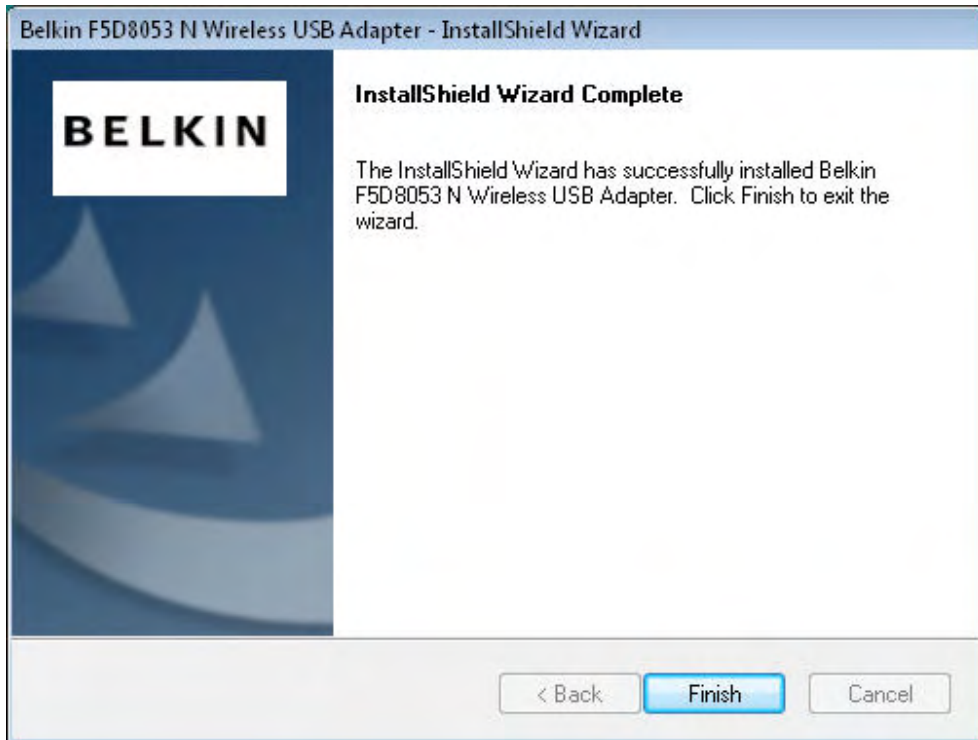 Belkin F5D8053 N Wireless USB Adapter - InstallShield Wizard
BELKIN
InstallShield Wizard Complete
The InstallShield Wizard has successfully installed Belkin
F5D8053 N Wireless USB Adapter.  Click Finish to exit the
wizard.
< Back
Finish
Cancel